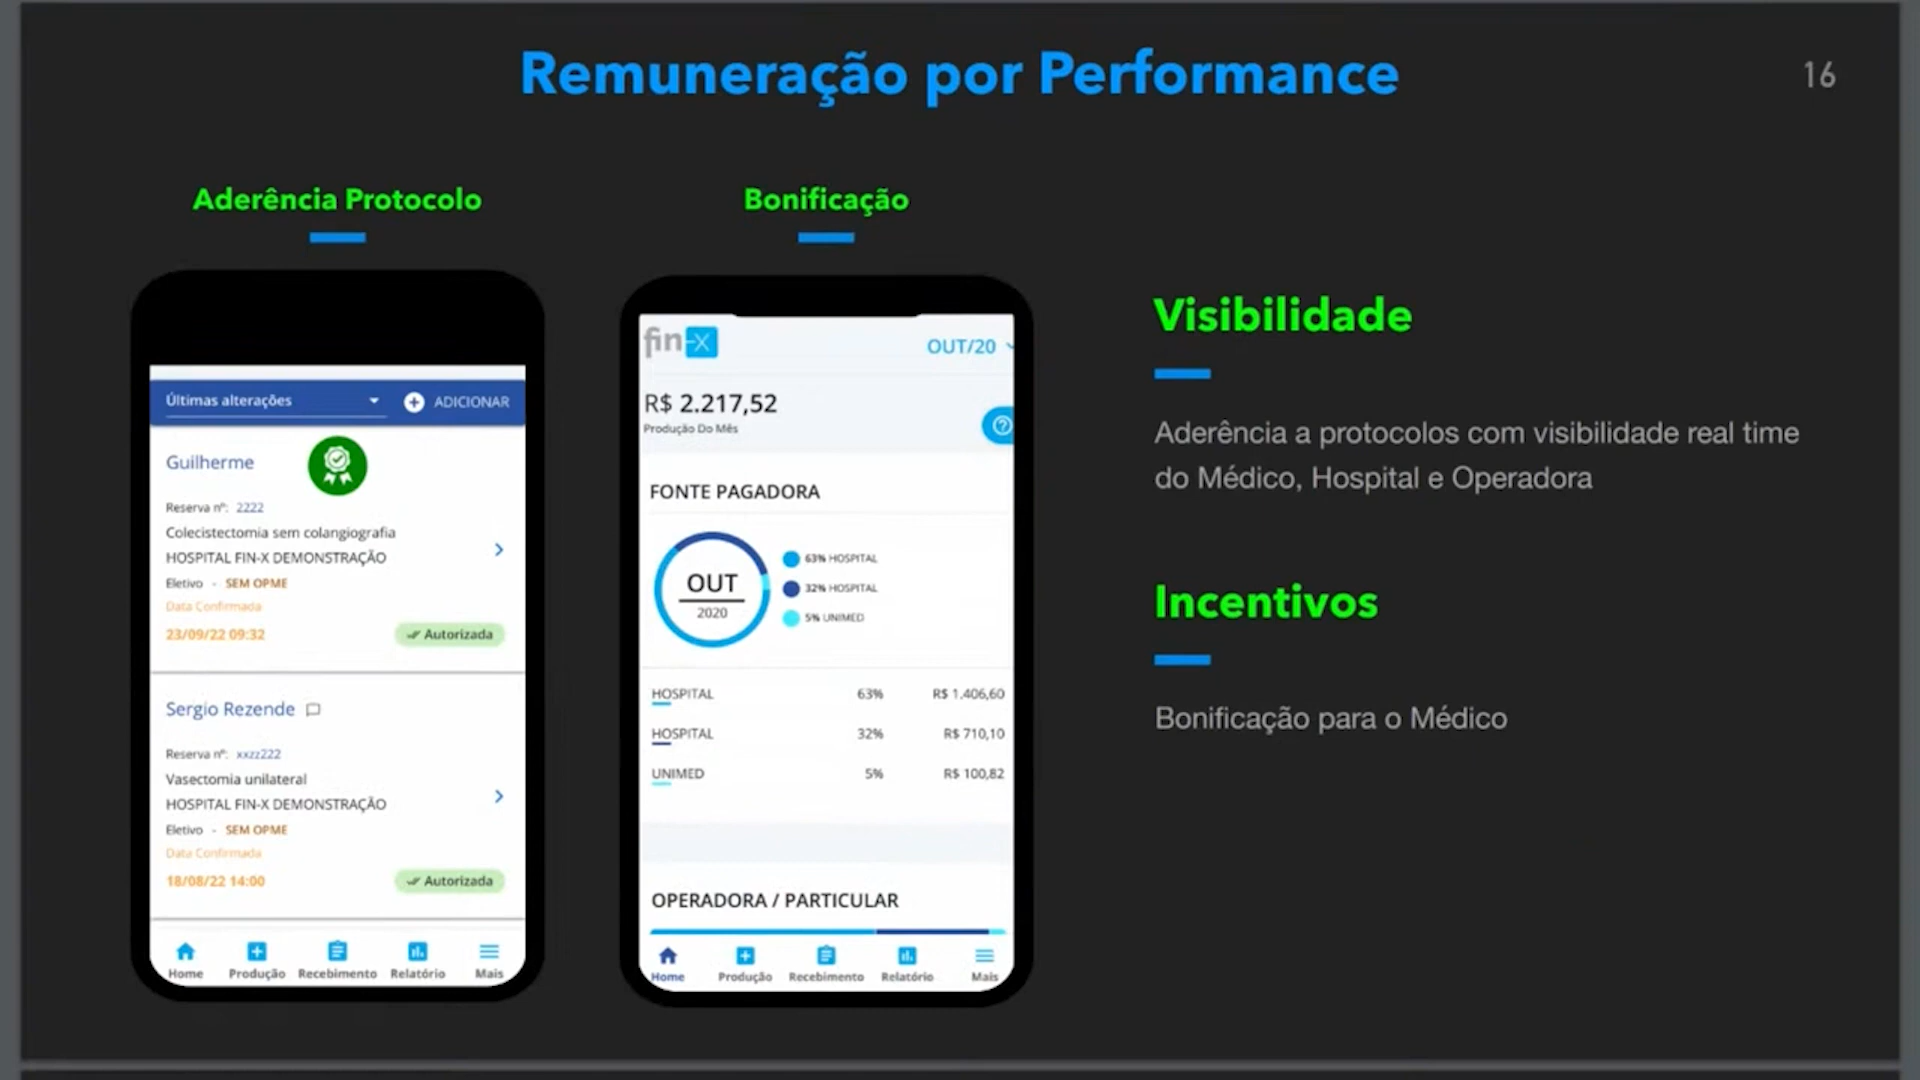 Remuneração por Performance
16
Aderência Protocolo
Últimas alterações
ADICIONAR
Guilherme
Reserva nº: 2222
Colecistectomia sem colangiografia
HOSPITAL FIN-X DEMONSTRAÇÃO
Eletivo - SEM OPME
Data Confirmada
23/09/22 09:32
Autorizada
Sergio Rezende
Reserva nº: xxzz222
Vasectomia unilateral
HOSPITAL FIN-X DEMONSTRAÇÃO
Eletivo - SEM OPME
Data Confirmada
18/08/22 14:00
Autorizada
Home Produção Recebimento Relatório Mais
Bonificação
fin-X
OUT/20
R$ 2.217,52
Produção Do Mês
FONTE PAGADORA
OUT
2020
63% HOSPITAL
32% HOSPITAL
5% UNIMED
HOSPITAL 63% R$ 1.406,60
HOSPITAL 32% R$ 710,10
UNIMED 5% R$ 100,82
OPERADORA / PARTICULAR
Home Produção Recebimento Relatório Mais
Visibilidade
Aderência a protocolos com visibilidade real time
do Médico, Hospital e Operadora
Incentivos
Bonificação para o Médico